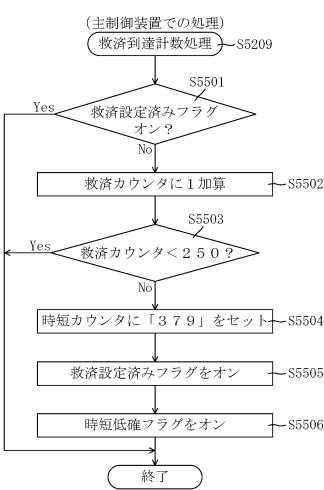 (主制御装置での処理)
救済到達計数処理
S5209
S5501
Yes
救済設定済みフラグ
オン？
No
救済カウンタに１加算
S5502
S5503
Yes
救済カウンタ＜２５０？
No
時短カウンタに「３７９」をセット
S5504
救済設定済みフラグをオン
S5505
時短低確フラグをオン
S5506
終了